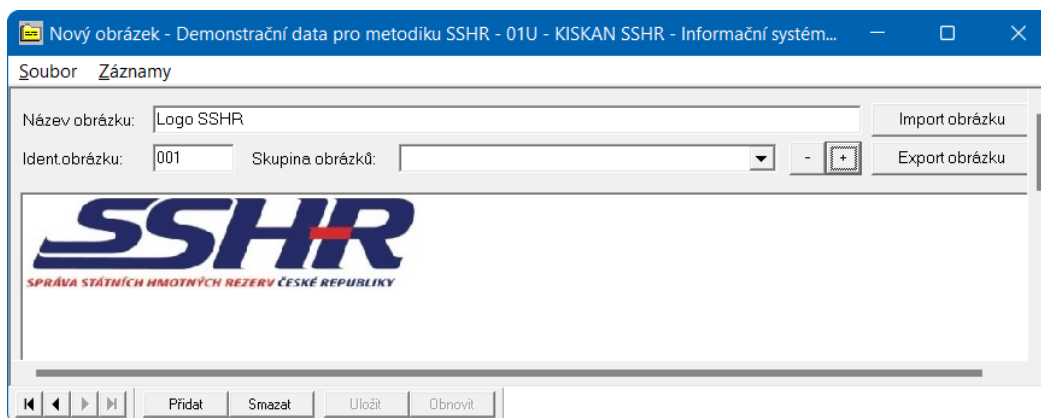 Nový obrázek - Demonstrační data pro metodiku SSHR - 01U - KISKAN SSHR - Informační systém...
Soubor Záznamy
Název obrázku: Logo SSHR Import obrázku
Ident.obrázku: 001 Skupina obrázků: - + Export obrázku
SSHR
SPRÁVA STÁTNÍCH HMOTNÝCH REZERV ČESKÉ REPUBLIKY
Přidat Smazat Uložit Obnovit